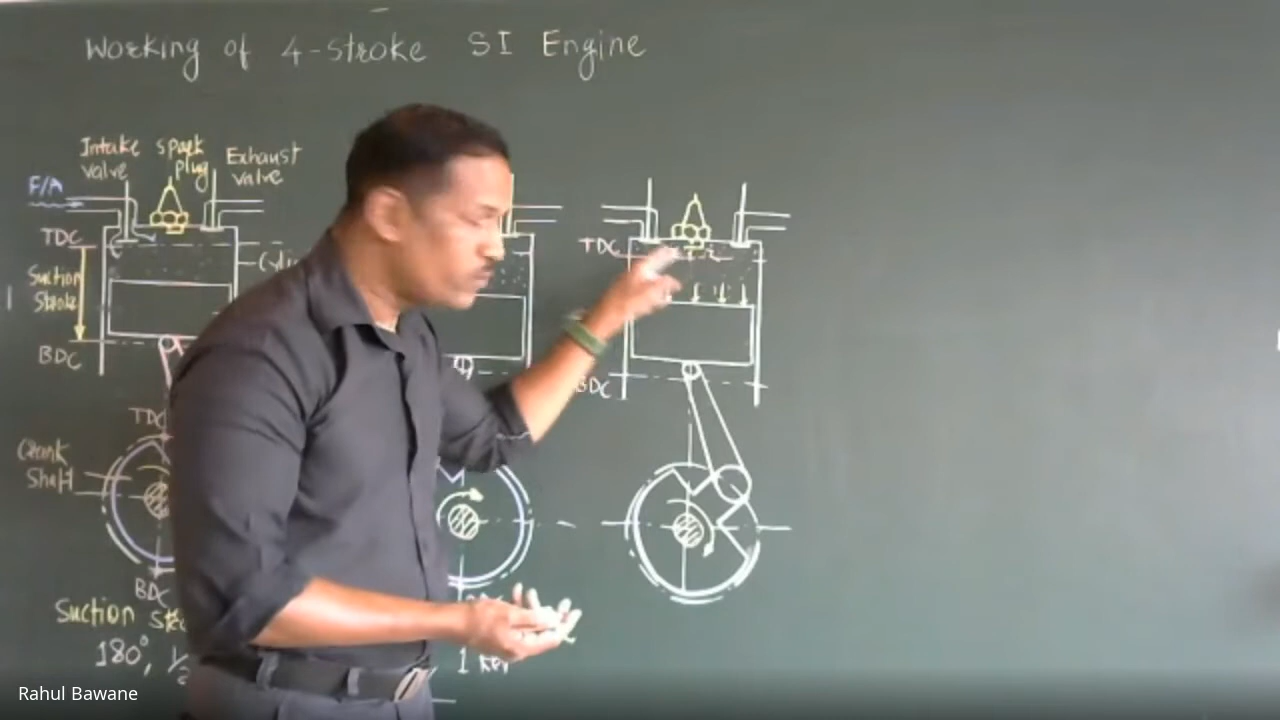 Working of 4-stroke SI Engine
Intake valve
spark plug
Exhaust valve
F/A
TDC
Suction Stroke
BDC
TDC
Crank Shaft
BDC
Suction
180°,
TDC
BDC
1 Rev
Rahul Bawane